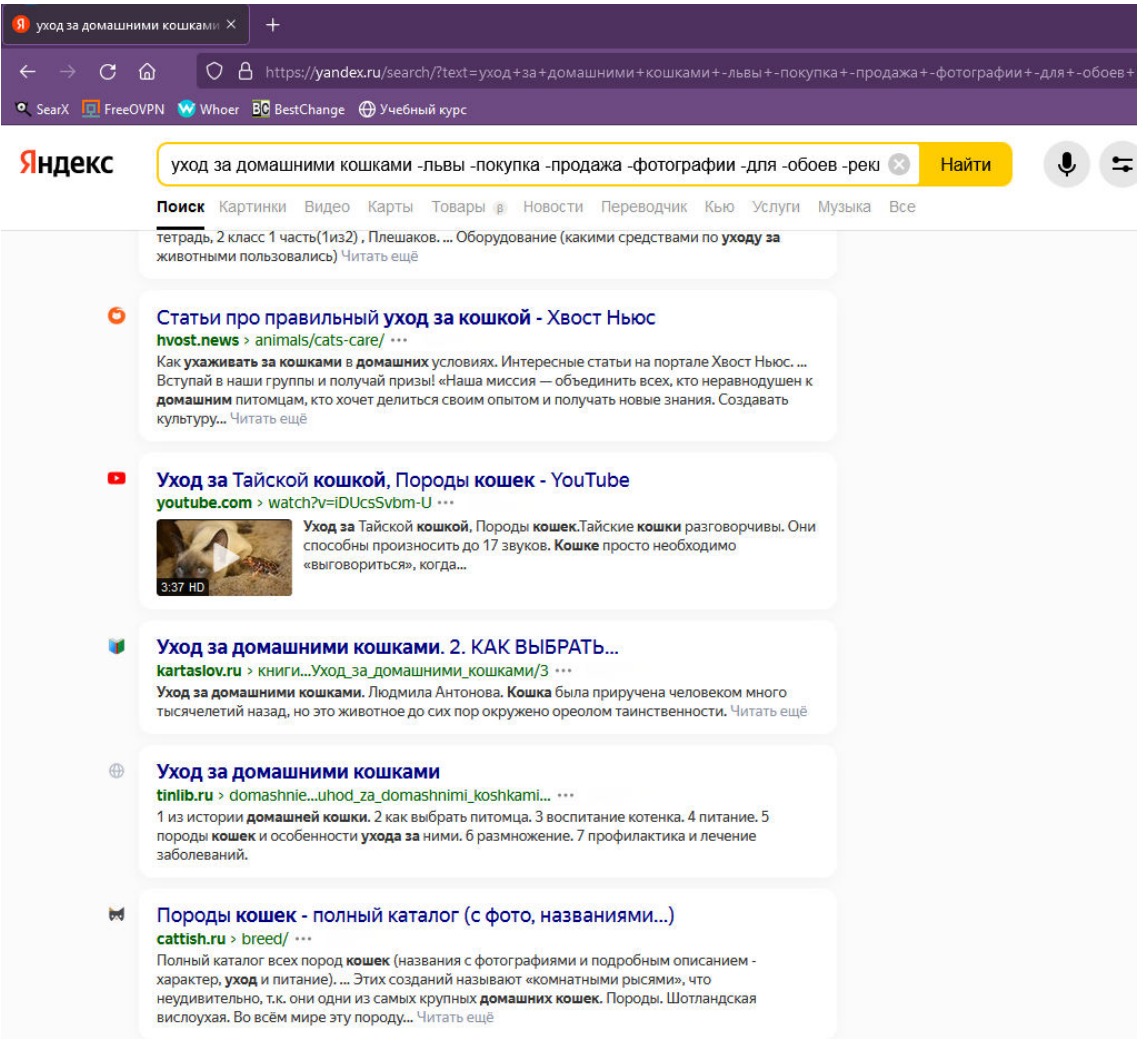 Я уход за домашними кошками ×
+
https://yandex.ru/search/?text=уход+за+домашними+кошками+-львы+-покупка+-продажа+-фотографии+-для+-обоев+
SearX FreeOVPN Whoer BestChange Учебный курс
Яндекс
уход за домашними кошками -львы -покупка -продажа -фотографии -для -обоев -рек
Найти
Поиск Картинки Видео Карты Товары β Новости Переводчик Кью Услуги Музыка Все
тетрадь, 2 класс 1 часть(1из2) , Плешаков. ... Оборудование (какими средствами по уходу за
животными пользовались) Читать ещё
Статьи про правильный уход за кошкой - Хвост Ньюс
hvost.news › animals/cats-care/ ···
Как ухаживать за кошками в домашних условиях. Интересные статьи на портале Хвост Ньюс. ...
Вступай в наши группы и получай призы! «Наша миссия — объединить всех, кто неравнодушен к
домашним питомцам, кто хочет делиться своим опытом и получать новые знания. Создавать
культуру... Читать ещё
Уход за Тайской кошкой, Породы кошек - YouTube
youtube.com › watch?v=iDUcsSvbm-U ···
Уход за Тайской кошкой, Породы кошек.Тайские кошки разговорчивы. Они
способны произносить до 17 звуков. Кошке просто необходимо
«выговориться», когда...
3:37 HD
Уход за домашними кошками. 2. КАК ВЫБРАТЬ...
kartaslov.ru › книги...Уход_за_домашними_кошками/3 ···
Уход за домашними кошками. Людмила Антонова. Кошка была приручена человеком много
тысячелетий назад, но это животное до сих пор окружено ореолом таинственности. Читать ещё
Уход за домашними кошками
tinlib.ru › domashnie...uhod_za_domashnimi_koshkami... ···
1 из истории домашней кошки. 2 как выбрать питомца. 3 воспитание котенка. 4 питание. 5
породы кошек и особенности ухода за ними. 6 размножение. 7 профилактика и лечение
заболеваний.
Породы кошек - полный каталог (с фото, названиями...)
cattish.ru › breed/ ···
Полный каталог всех пород кошек (названия с фотографиями и подробным описанием -
характер, уход и питание). ... Этих созданий называют «комнатными рысями», что
неудивительно, т.к. они одни из самых крупных домашних кошек. Породы. Шотландская
вислоухая. Во всём мире эту породу... Читать ещё